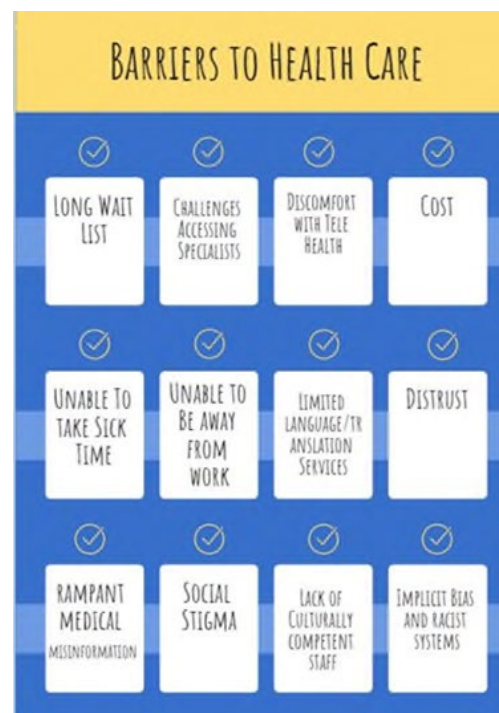 BARRIERS TO HEALTH CARE
LONG WAIT
LIST
CHALLENGES
ACCESSING
SPECIALISTS
DISCOMFORT
WITH TELE
HEALTH
COST
UNABLE TO
TAKE SICK
TIME
UNABLE TO
BE AWAY
FROM
WORK
LIMITED
LANGUAGE/TR
ANSLATION
SERVICES
DISTRUST
RAMPANT
MEDICAL
MISINFORMATION
SOCIAL
STIGMA
LACK OF
CULTURALLY
COMPETENT
STAFF
IMPLICIT BIAS
AND RACIST
SYSTEMS